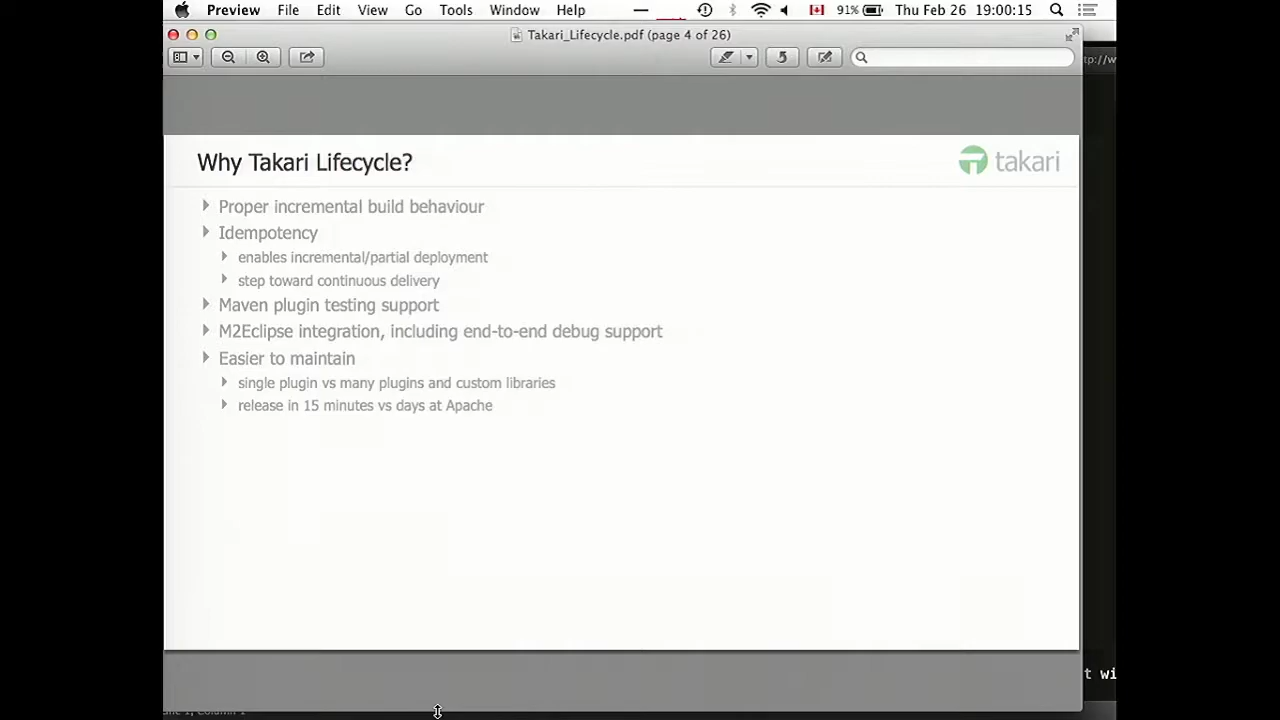 Preview File Edit View Go Tools Window Help 91% Thu Feb 26 19:00:15
Takari_Lifecycle.pdf (page 4 of 26)
tp://w
Why Takari Lifecycle?
takari
Proper incremental build behaviour
Idempotency
enables incremental/partial deployment
step toward continuous delivery
Maven plugin testing support
M2Eclipse integration, including end-to-end debug support
Easier to maintain
single plugin vs many plugins and custom libraries
release in 15 minutes vs days at Apache
t wi